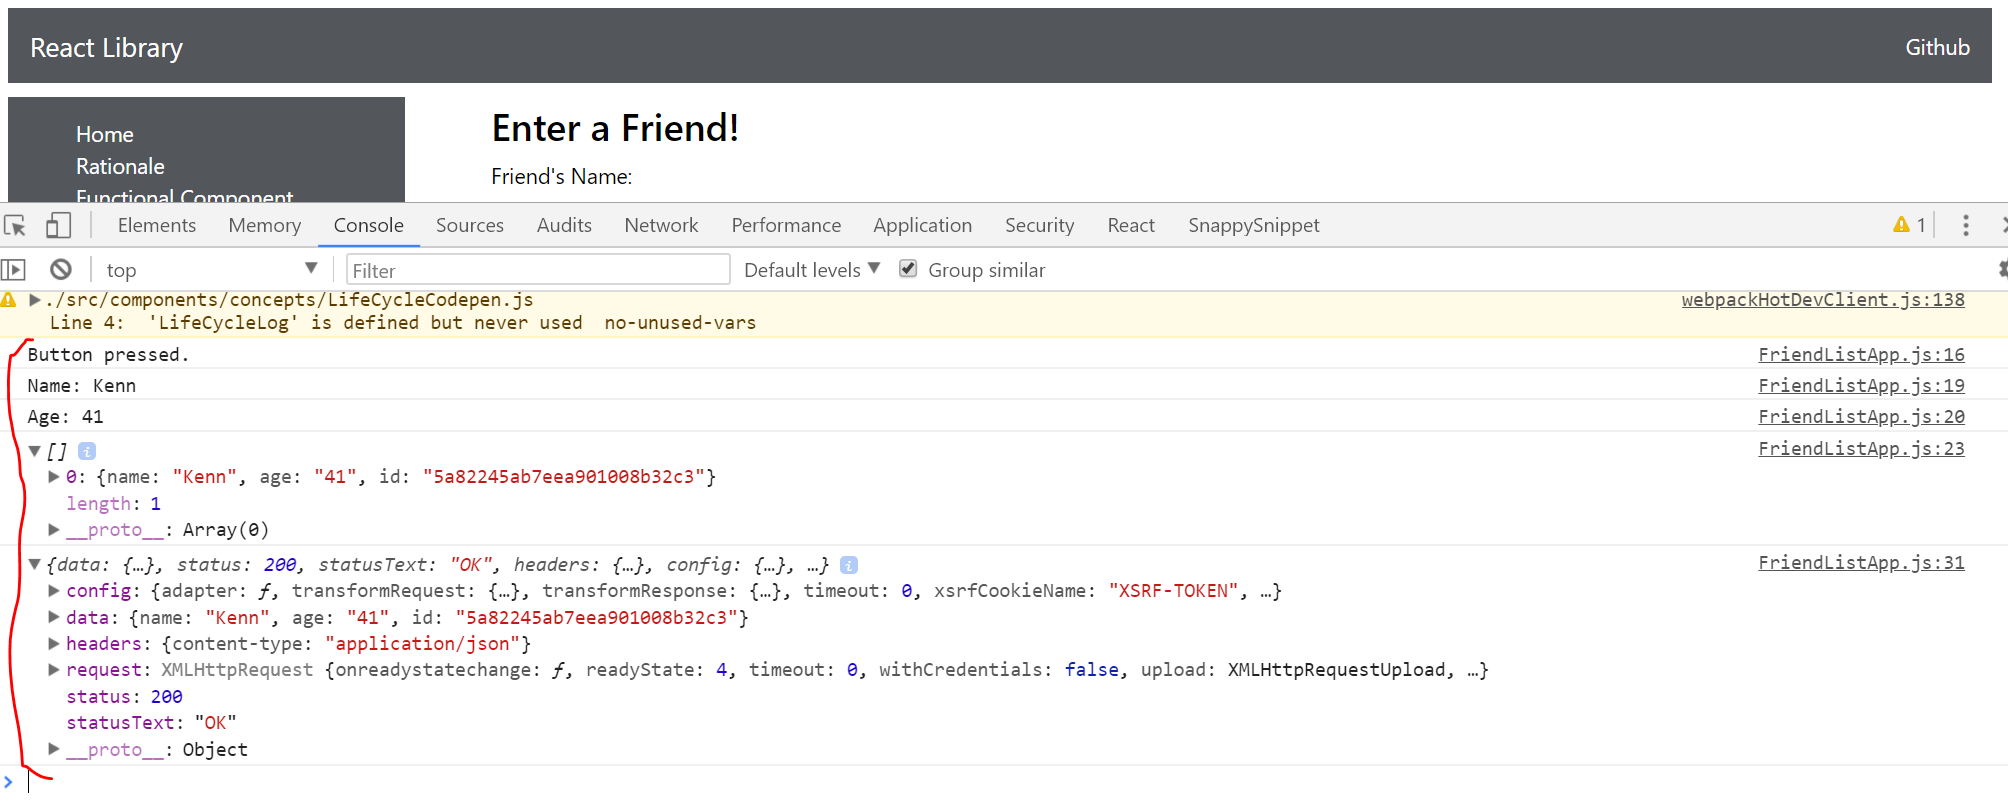 React Library Github
Home
Rationale
Functional Component
Enter a Friend!
Friend's Name:
Elements Memory Console Sources Audits Network Performance Application Security React SnappySnippet 1
top Filter Default levels Group similar
./src/components/concepts/LifeCycleCodepen.js webpackHotDevClient.js:138
Line 4: 'LifeCycleLog' is defined but never used no-unused-vars
Button pressed. FriendListApp.js:16
Name: Kenn FriendListApp.js:19
Age: 41 FriendListApp.js:20
[] i FriendListApp.js:23
0: {name: "Kenn", age: "41", id: "5a82245ab7eea901008b32c3"}
length: 1
__proto__: Array(0)
{data: {…}, status: 200, statusText: "OK", headers: {…}, config: {…}, …} i FriendListApp.js:31
config: {adapter: ƒ, transformRequest: {…}, transformResponse: {…}, timeout: 0, xsrfCookieName: "XSRF-TOKEN", …}
data: {name: "Kenn", age: "41", id: "5a82245ab7eea901008b32c3"}
headers: {content-type: "application/json"}
request: XMLHttpRequest {onreadystatechange: ƒ, readyState: 4, timeout: 0, withCredentials: false, upload: XMLHttpRequestUpload, …}
status: 200
statusText: "OK"
__proto__: Object